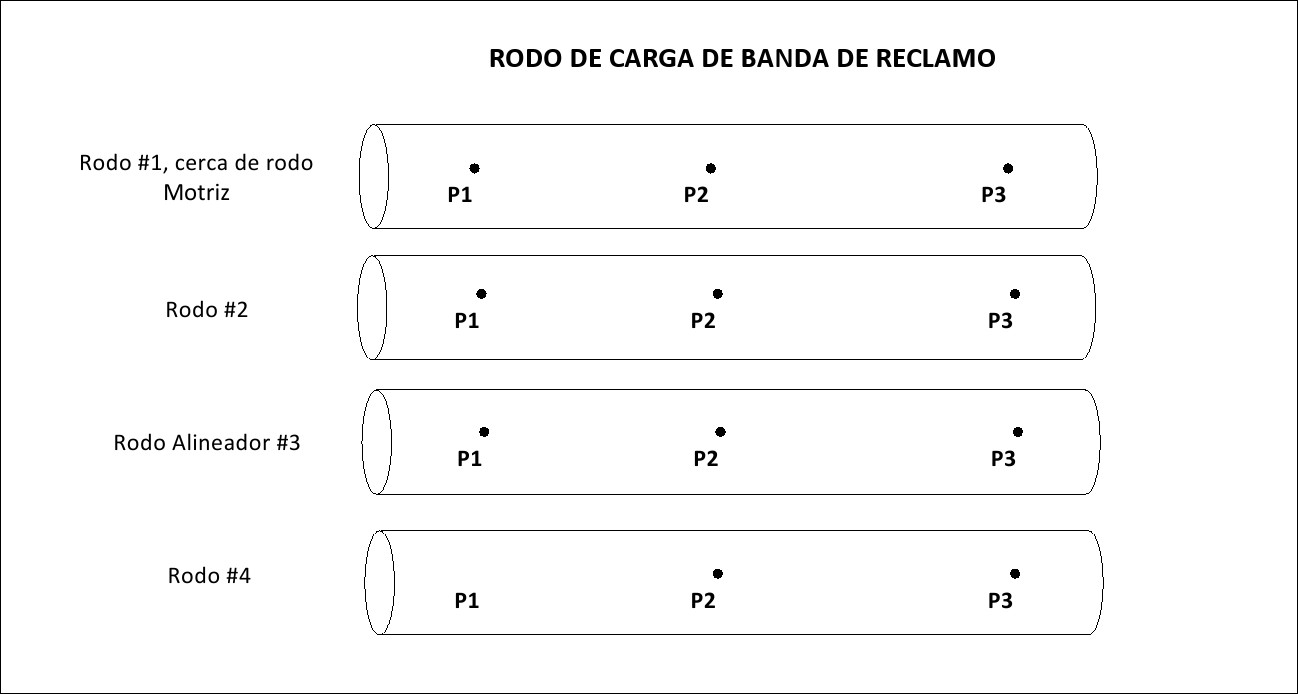 RODO DE CARGA DE BANDA DE RECLAMO
Rodo #1, cerca de rodo
Motriz
P1 P2 P3
Rodo #2
P1 P2 P3
Rodo Alineador #3
P1 P2 P3
Rodo #4
P1 P2 P3